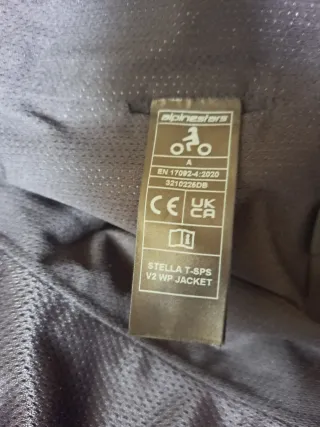 alpinestars
A
EN 17092-4:2020
3210226DB
CE UK CA
i
STELLA T-SPS
V2 WP JACKET